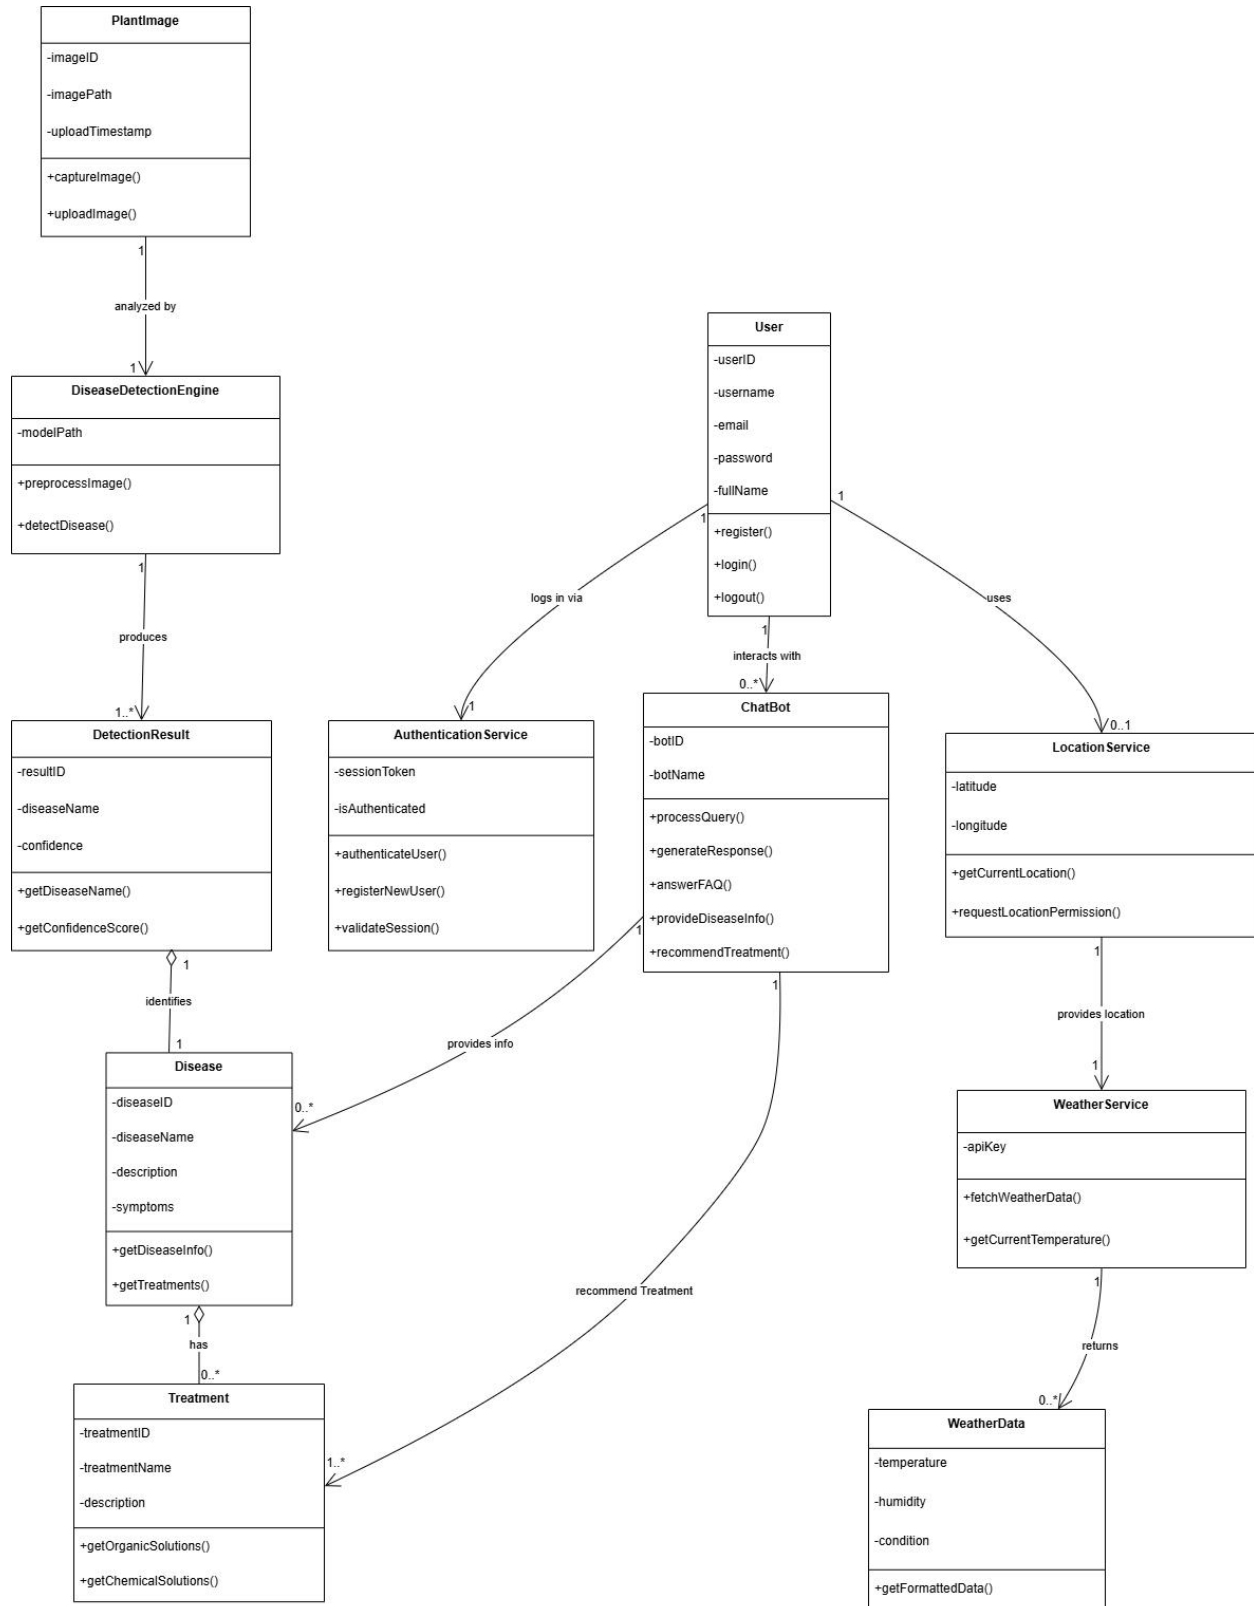 PlantImage
-imageID
-imagePath
-uploadTimestamp
+captureImage()
+uploadImage()
1
analyzed by
1
DiseaseDetectionEngine
-modelPath
+preprocessImage()
+detectDisease()
1
produces
1..*
DetectionResult
-resultID
-diseaseName
-confidence
+getDiseaseName()
+getConfidenceScore()
1
identifies
1
Disease
-diseaseID
-diseaseName
-description
-symptoms
+getDiseaseInfo()
+getTreatments()
1
has
0..*
Treatment
-treatmentID
-treatmentName
-description
+getOrganicSolutions()
+getChemicalSolutions()
User
-userID
-username
-email
-password
-fullName
+register()
+login()
+logout()
1
logs in via
1
AuthenticationService
-sessionToken
-isAuthenticated
+authenticateUser()
+registerNewUser()
+validateSession()
1
interacts with
0..*
ChatBot
-botID
-botName
+processQuery()
+generateResponse()
+answerFAQ()
+provideDiseaseInfo()
+recommendTreatment()
1
provides info
0..*
1
recommend Treatment
1..*
1
uses
0..1
LocationService
-latitude
-longitude
+getCurrentLocation()
+requestLocationPermission()
1
provides location
1
WeatherService
-apiKey
+fetchWeatherData()
+getCurrentTemperature()
1
returns
0..*
WeatherData
-temperature
-humidity
-condition
+getFormattedData()